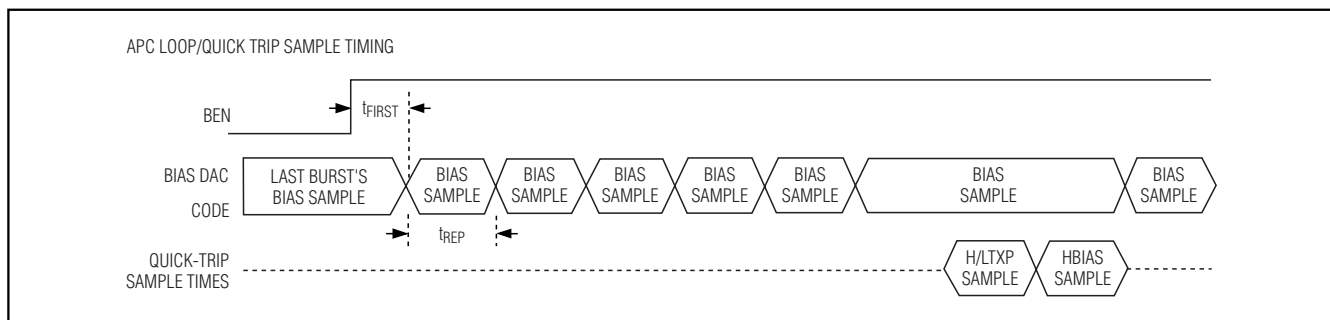 APC LOOP/QUICK TRIP SAMPLE TIMING
BEN
tFIRST
BIAS DAC
CODE
LAST BURST'S
BIAS SAMPLE
BIAS
SAMPLE
BIAS
SAMPLE
BIAS
SAMPLE
BIAS
SAMPLE
BIAS
SAMPLE
BIAS
SAMPLE
BIAS
SAMPLE
tREP
QUICK-TRIP
SAMPLE TIMES
H/LTXP
SAMPLE
HBIAS
SAMPLE